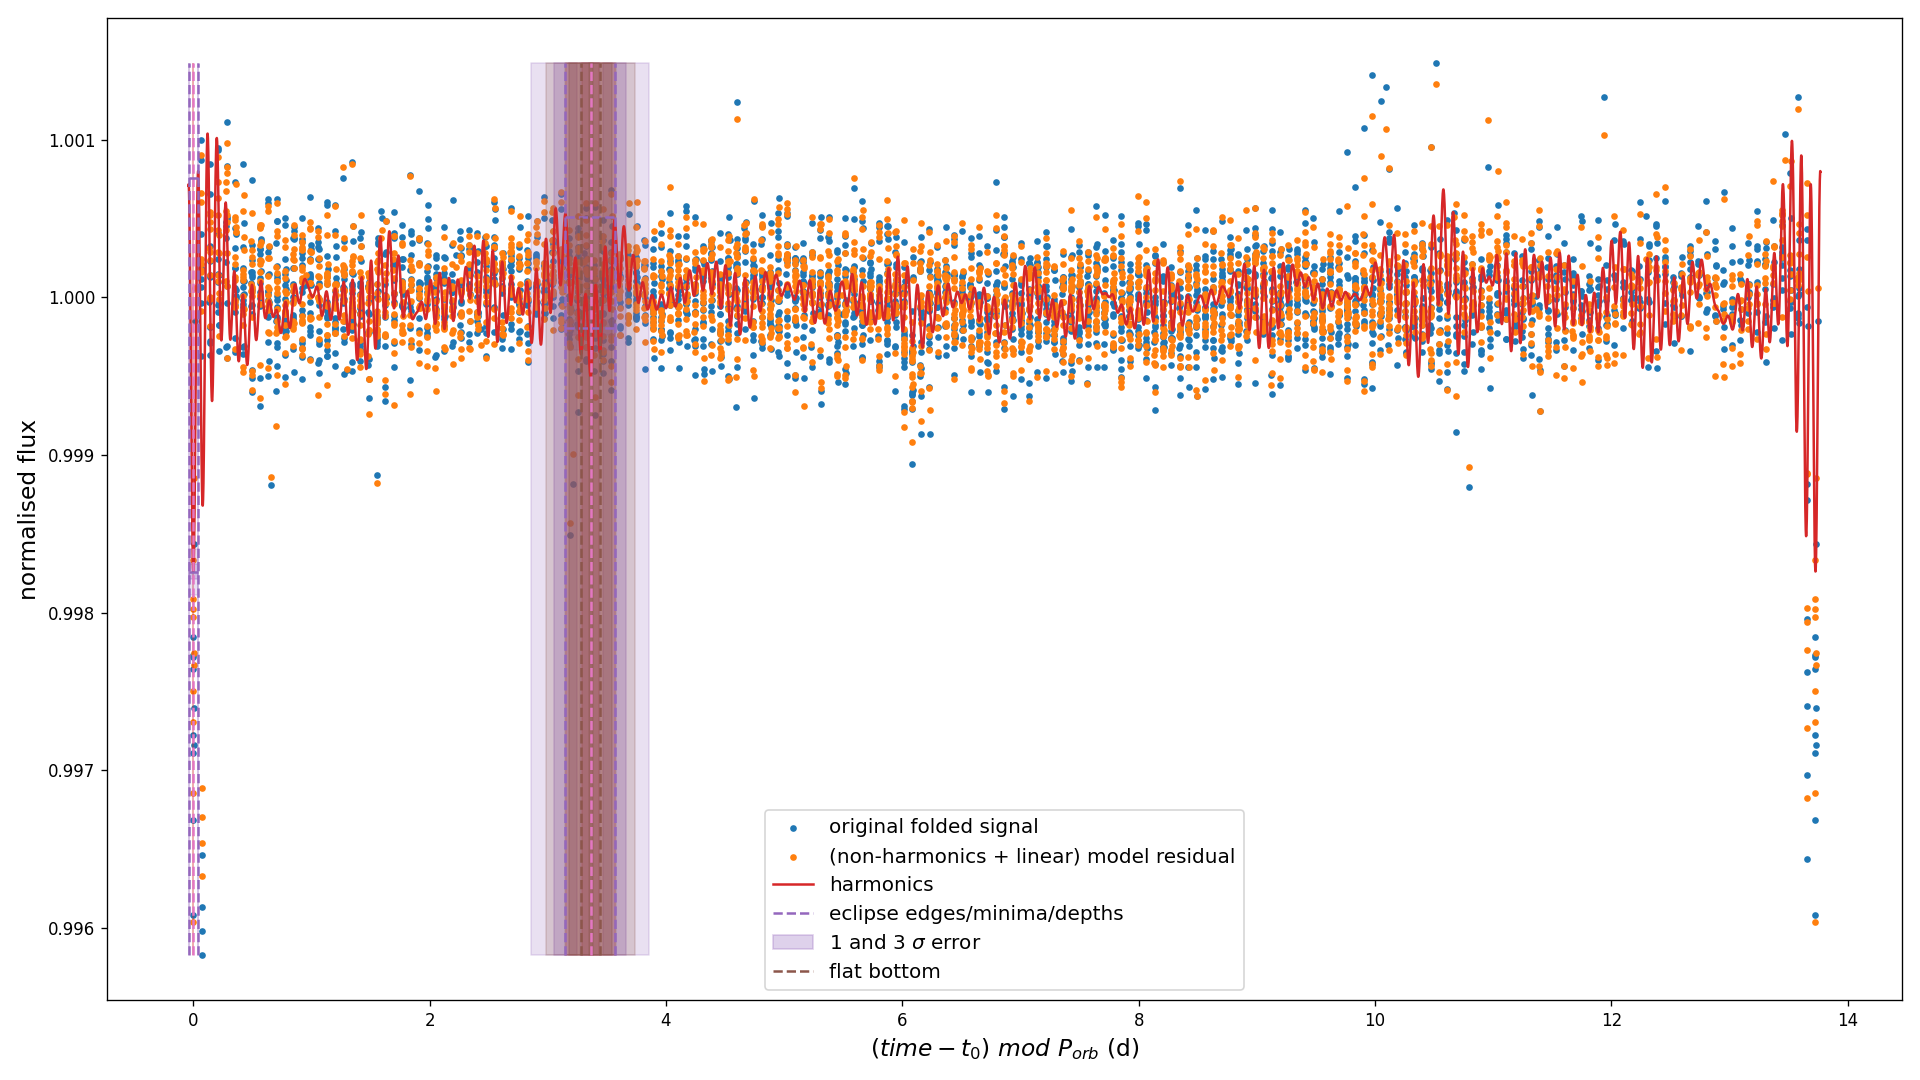 normalised flux
1.001
1.000
0.999
0.998
0.997
0.996
original folded signal
(non-harmonics + linear) model residual
harmonics
eclipse edges/minima/depths
1 and 3 σ error
flat bottom
0 2 4 6 8 10 12 14
(time − t₀) mod Pₒᵣb (d)